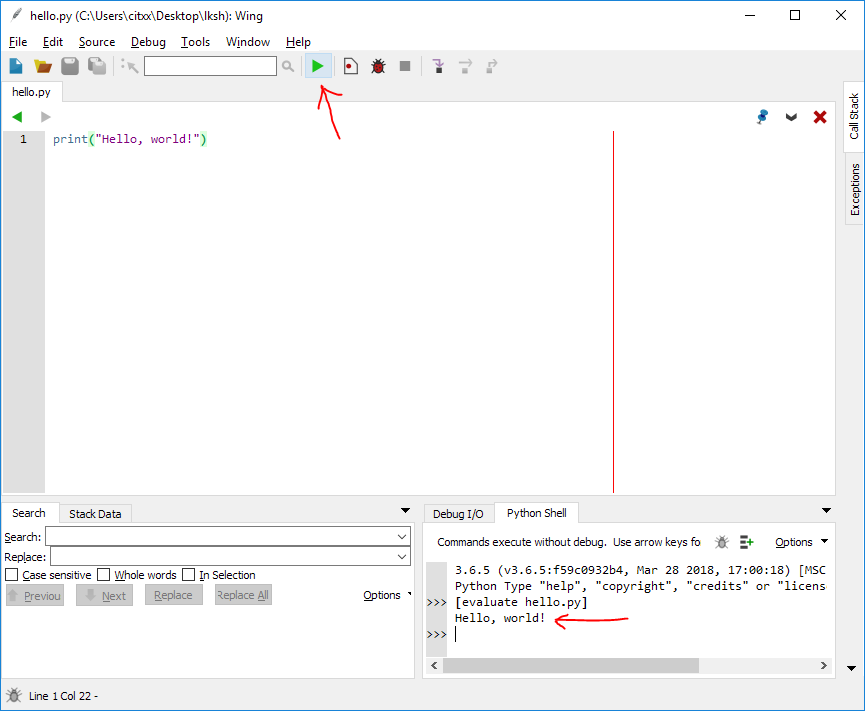 hello.py (C:\Users\citxx\Desktop\lksh): Wing
File Edit Source Debug Tools Window Help
hello.py
1 print("Hello, world!")
Call Stack
Exceptions
Search Stack Data
Search:
Replace:
Case sensitive Whole words In Selection
Previou Next Replace Replace All Options
Debug I/O Python Shell
Commands execute without debug. Use arrow keys fo Options
3.6.5 (v3.6.5:f59c0932b4, Mar 28 2018, 17:00:18) [MSC
Python Type "help", "copyright", "credits" or "licens
>>> [evaluate hello.py]
Hello, world!
>>>
Line 1 Col 22 -